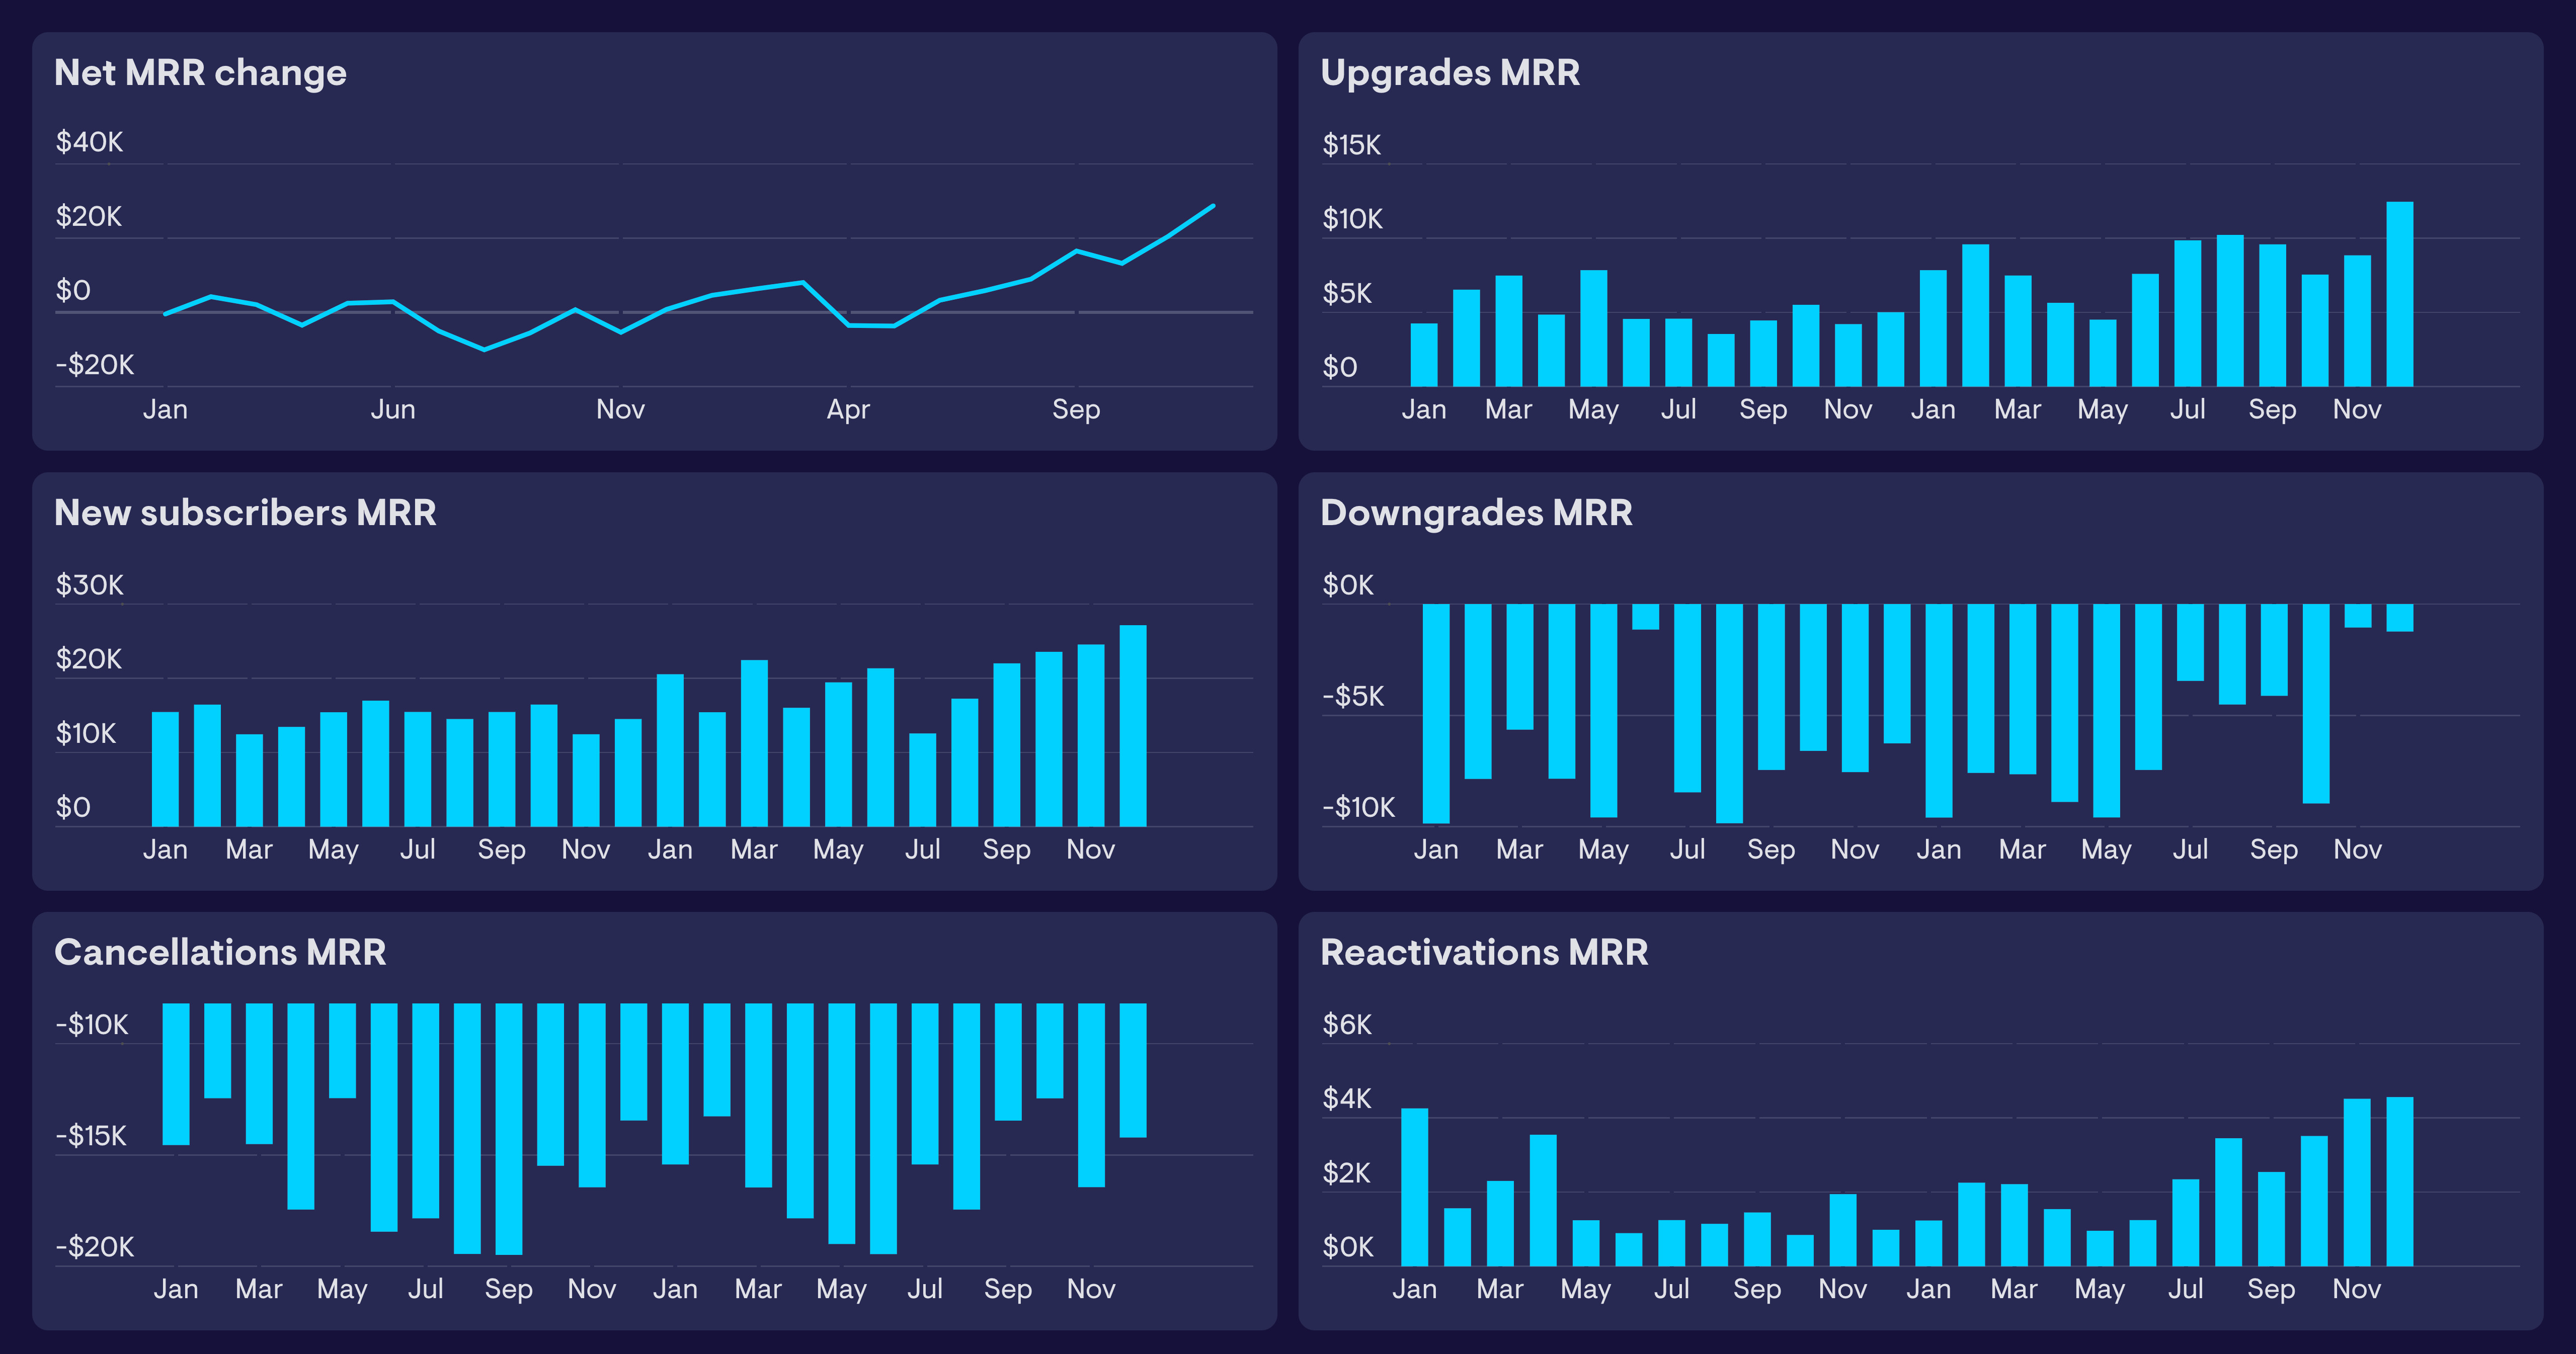 Net MRR change
$40K
$20K
$0
-$20K
Jan Jun Nov Apr Sep
Upgrades MRR
$15K
$10K
$5K
$0
Jan Mar May Jul Sep Nov Jan Mar May Jul Sep Nov
New subscribers MRR
$30K
$20K
$10K
$0
Jan Mar May Jul Sep Nov Jan Mar May Jul Sep Nov
Downgrades MRR
$0K
-$5K
-$10K
Jan Mar May Jul Sep Nov Jan Mar May Jul Sep Nov
Cancellations MRR
-$10K
-$15K
-$20K
Jan Mar May Jul Sep Nov Jan Mar May Jul Sep Nov
Reactivations MRR
$6K
$4K
$2K
$0K
Jan Mar May Jul Sep Nov Jan Mar May Jul Sep Nov